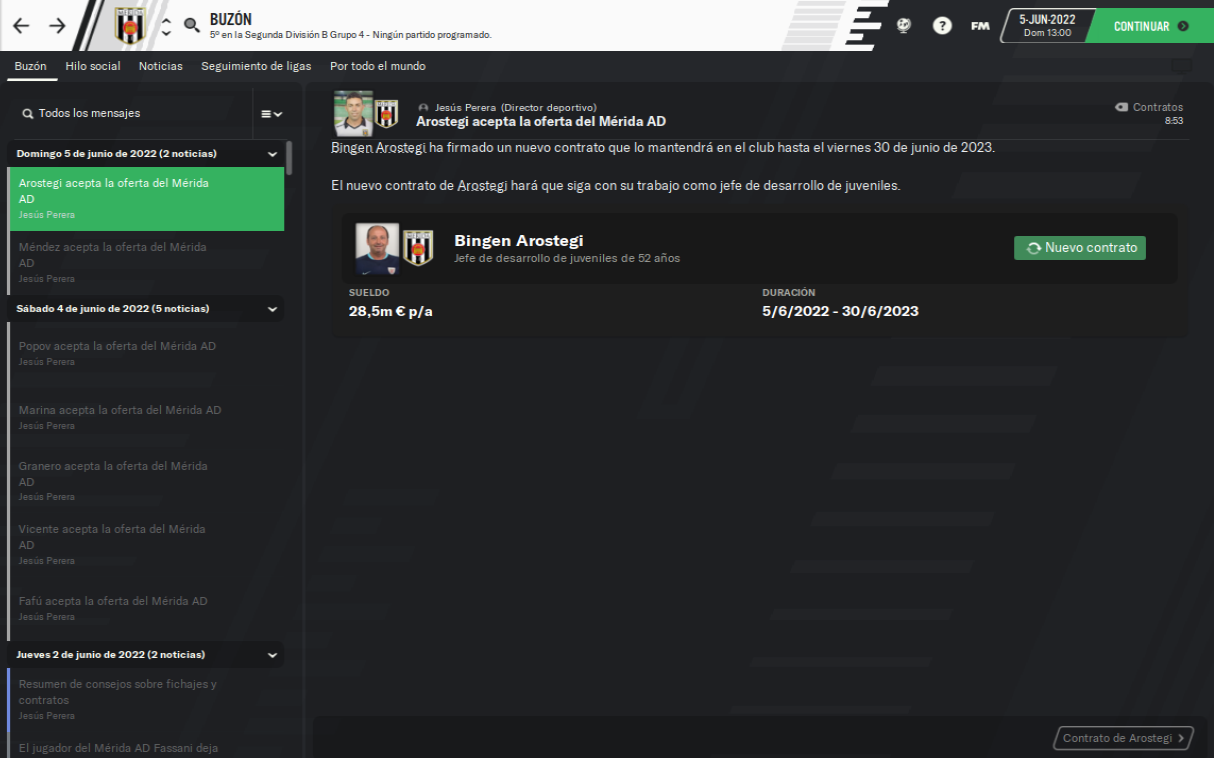 BUZÓN
5º en la Segunda División B Grupo 4 - Ningún partido programado.
?
FM
5-JUN-2022
Dom 13:00
CONTINUAR
Buzón Hilo social Noticias Seguimiento de ligas Por todo el mundo
Todos los mensajes
Domingo 5 de junio de 2022 (2 noticias)
Arostegi acepta la oferta del Mérida
AD
Jesús Perera
Méndez acepta la oferta del Mérida
AD
Jesús Perera
Sábado 4 de junio de 2022 (5 noticias)
Popov acepta la oferta del Mérida AD
Jesús Perera
Marina acepta la oferta del Mérida AD
Jesús Perera
Granero acepta la oferta del Mérida
AD
Jesús Perera
Vicente acepta la oferta del Mérida
AD
Jesús Perera
Fafú acepta la oferta del Mérida AD
Jesús Perera
Jueves 2 de junio de 2022 (2 noticias)
Resumen de consejos sobre fichajes y
contratos
Jesús Perera
El jugador del Mérida AD Fassani deja
Jesús Perera (Director deportivo)
Arostegi acepta la oferta del Mérida AD
Contratos
8:53
Bingen Arostegi ha firmado un nuevo contrato que lo mantendrá en el club hasta el viernes 30 de junio de 2023.
El nuevo contrato de Arostegi hará que siga con su trabajo como jefe de desarrollo de juveniles.
Bingen Arostegi
Jefe de desarrollo de juveniles de 52 años
Nuevo contrato
SUELDO
28,5m € p/a
DURACIÓN
5/6/2022 - 30/6/2023
Contrato de Arostegi